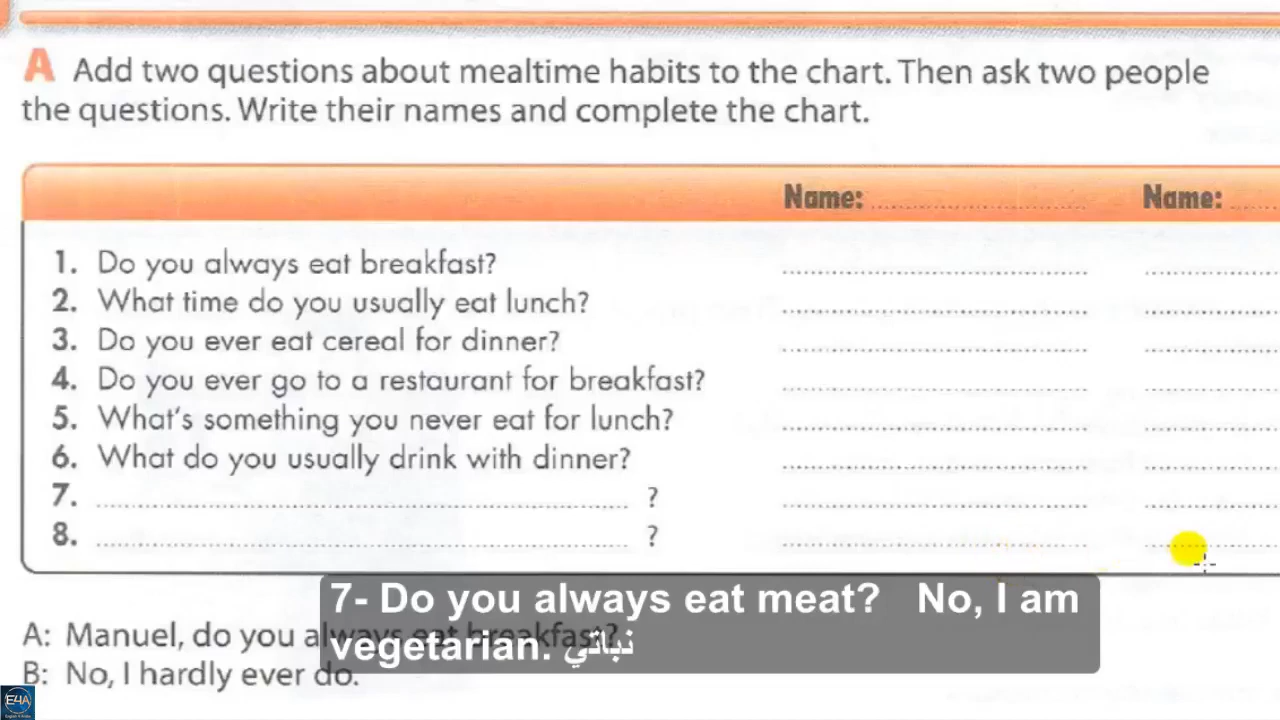 A Add two questions about mealtime habits to the chart. Then ask two people
the questions. Write their names and complete the chart.
Name: Name:
1. Do you always eat breakfast?
2. What time do you usually eat lunch?
3. Do you ever eat cereal for dinner?
4. Do you ever go to a restaurant for breakfast?
5. What's something you never eat for lunch?
6. What do you usually drink with dinner?
7. ?
8. ?
7- Do you always eat meat? No, I am
vegetarian. نباتي
A: Manuel, do you always eat breakfast?
B: No, I hardly ever do.
E4A